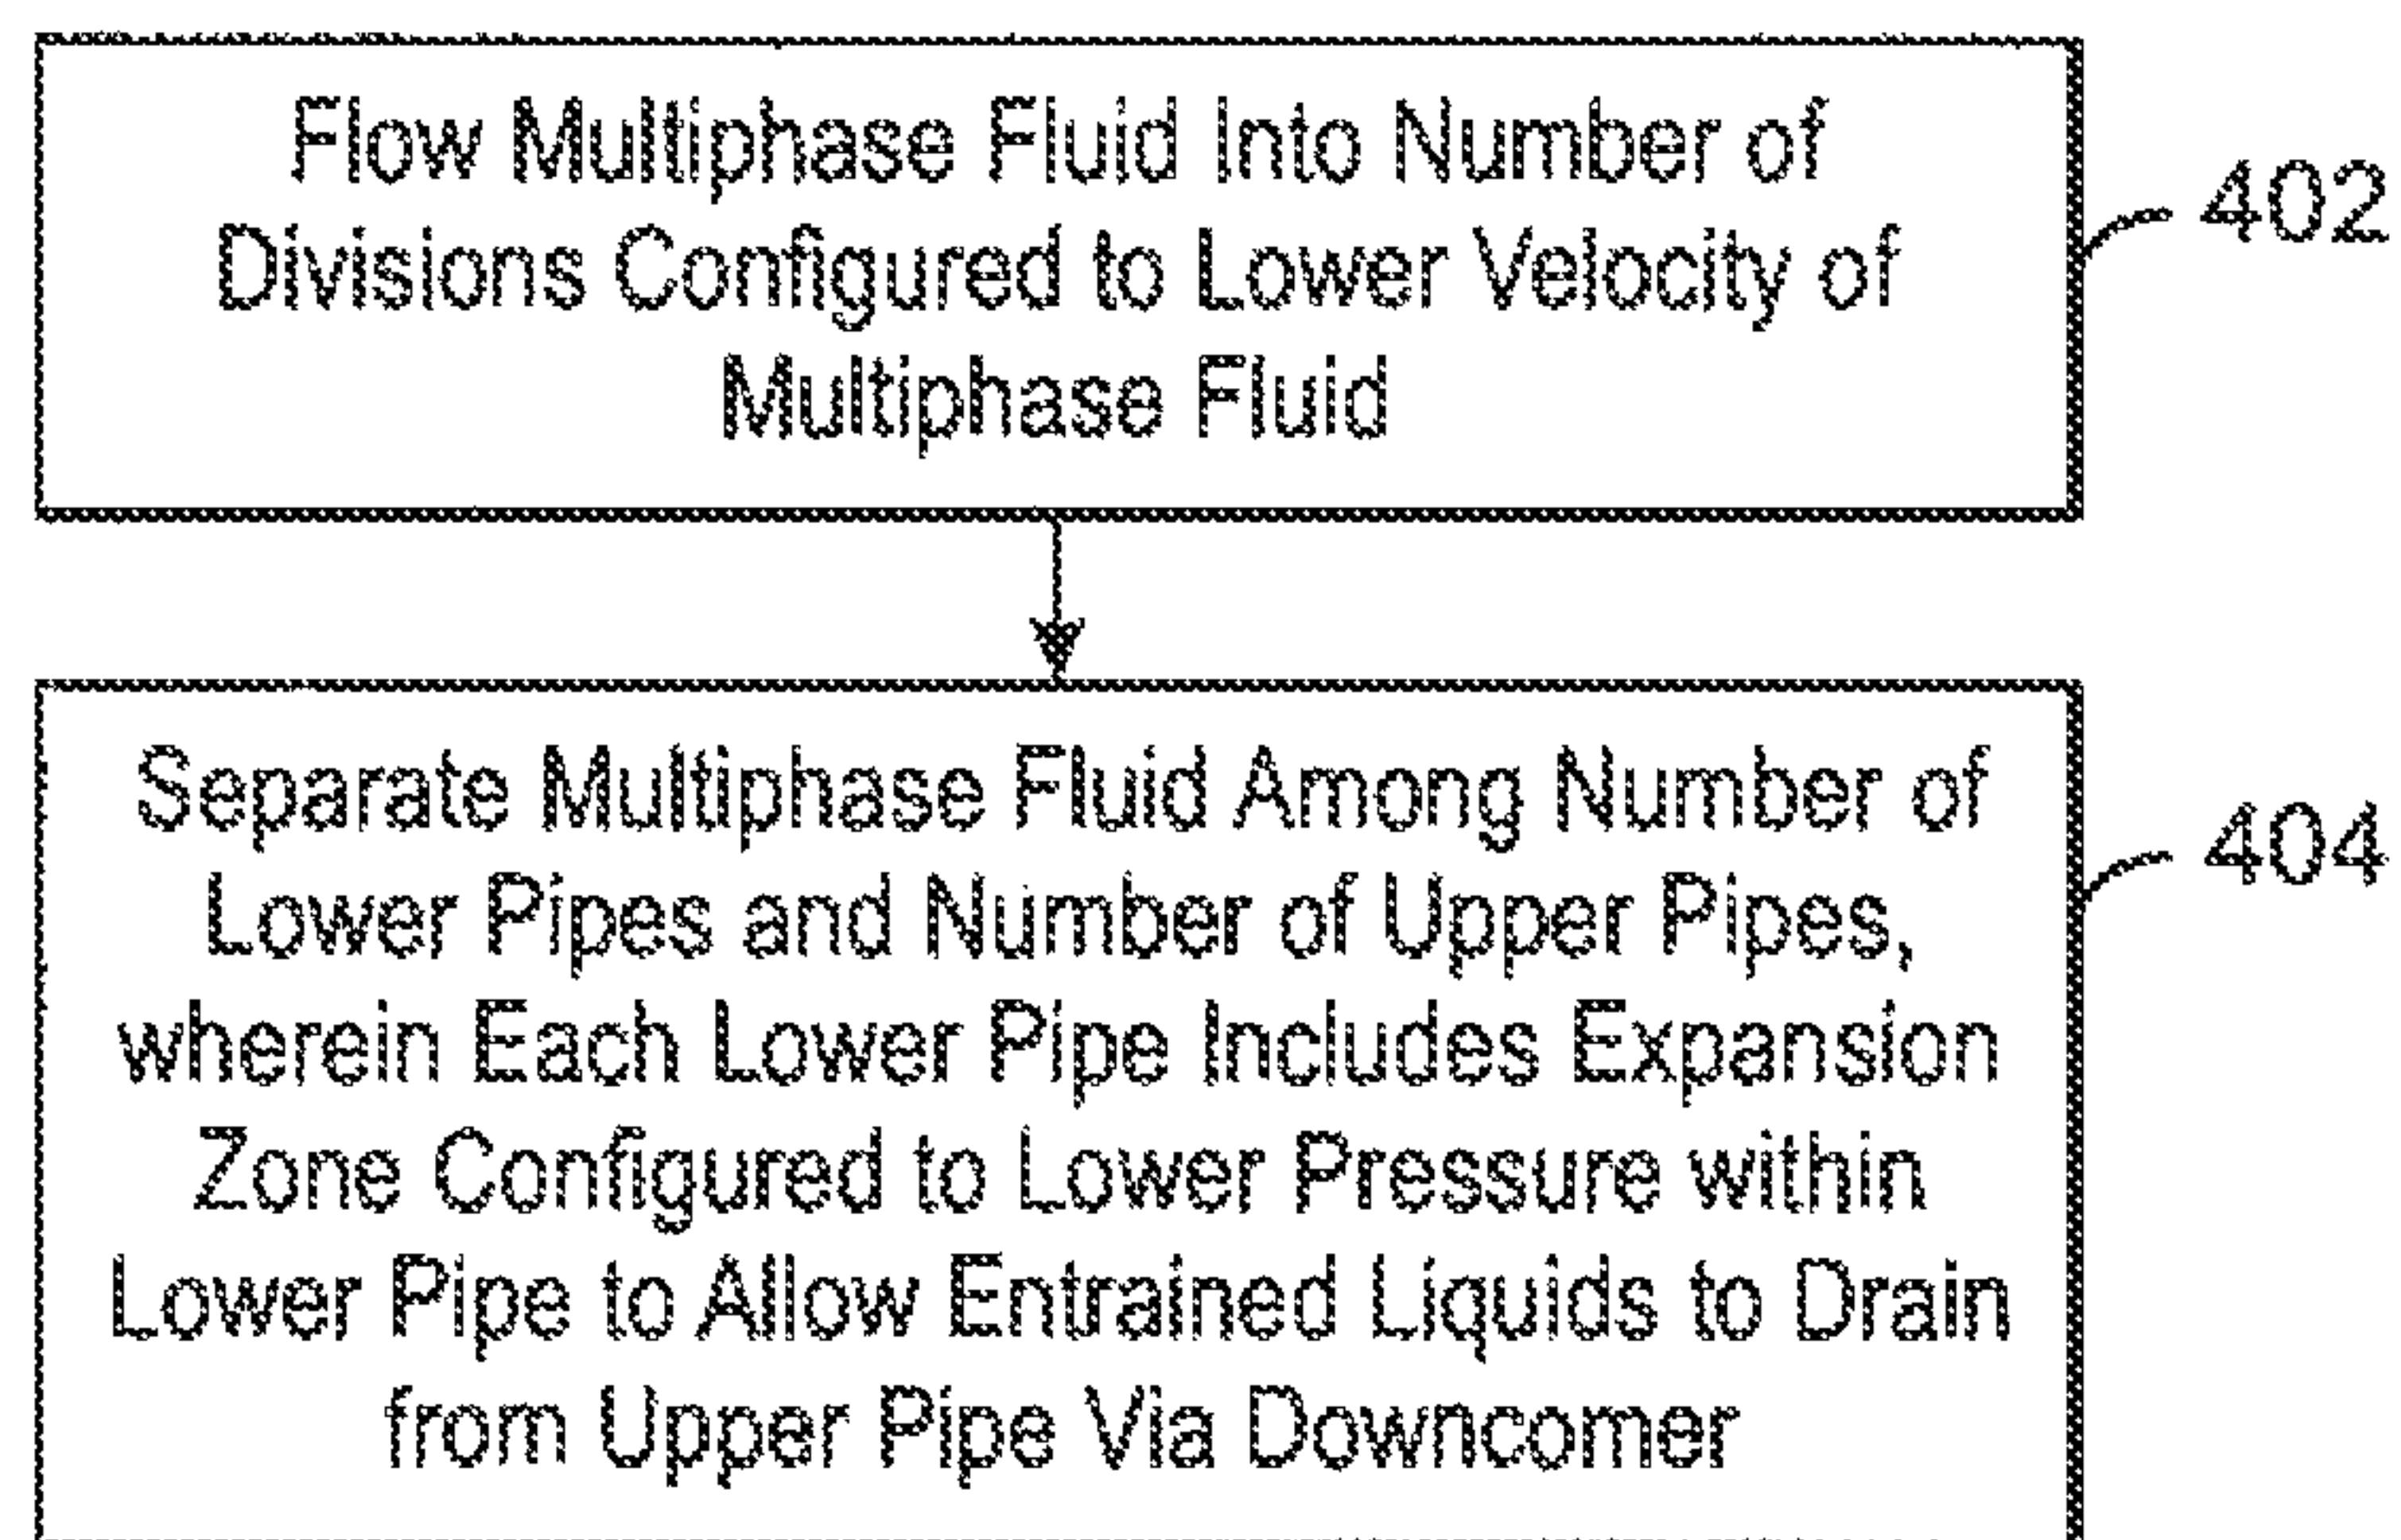 Flow Multiphase Fluid Into Number of
Divisions Configured to Lower Velocity of
Multiphase Fluid
402
Separate Multiphase Fluid Among Number of
Lower Pipes and Number of Upper Pipes,
wherein Each Lower Pipe Includes Expansion
Zone Configured to Lower Pressure within
Lower Pipe to Allow Entrained Liquids to Drain
from Upper Pipe Via Downcomer
404